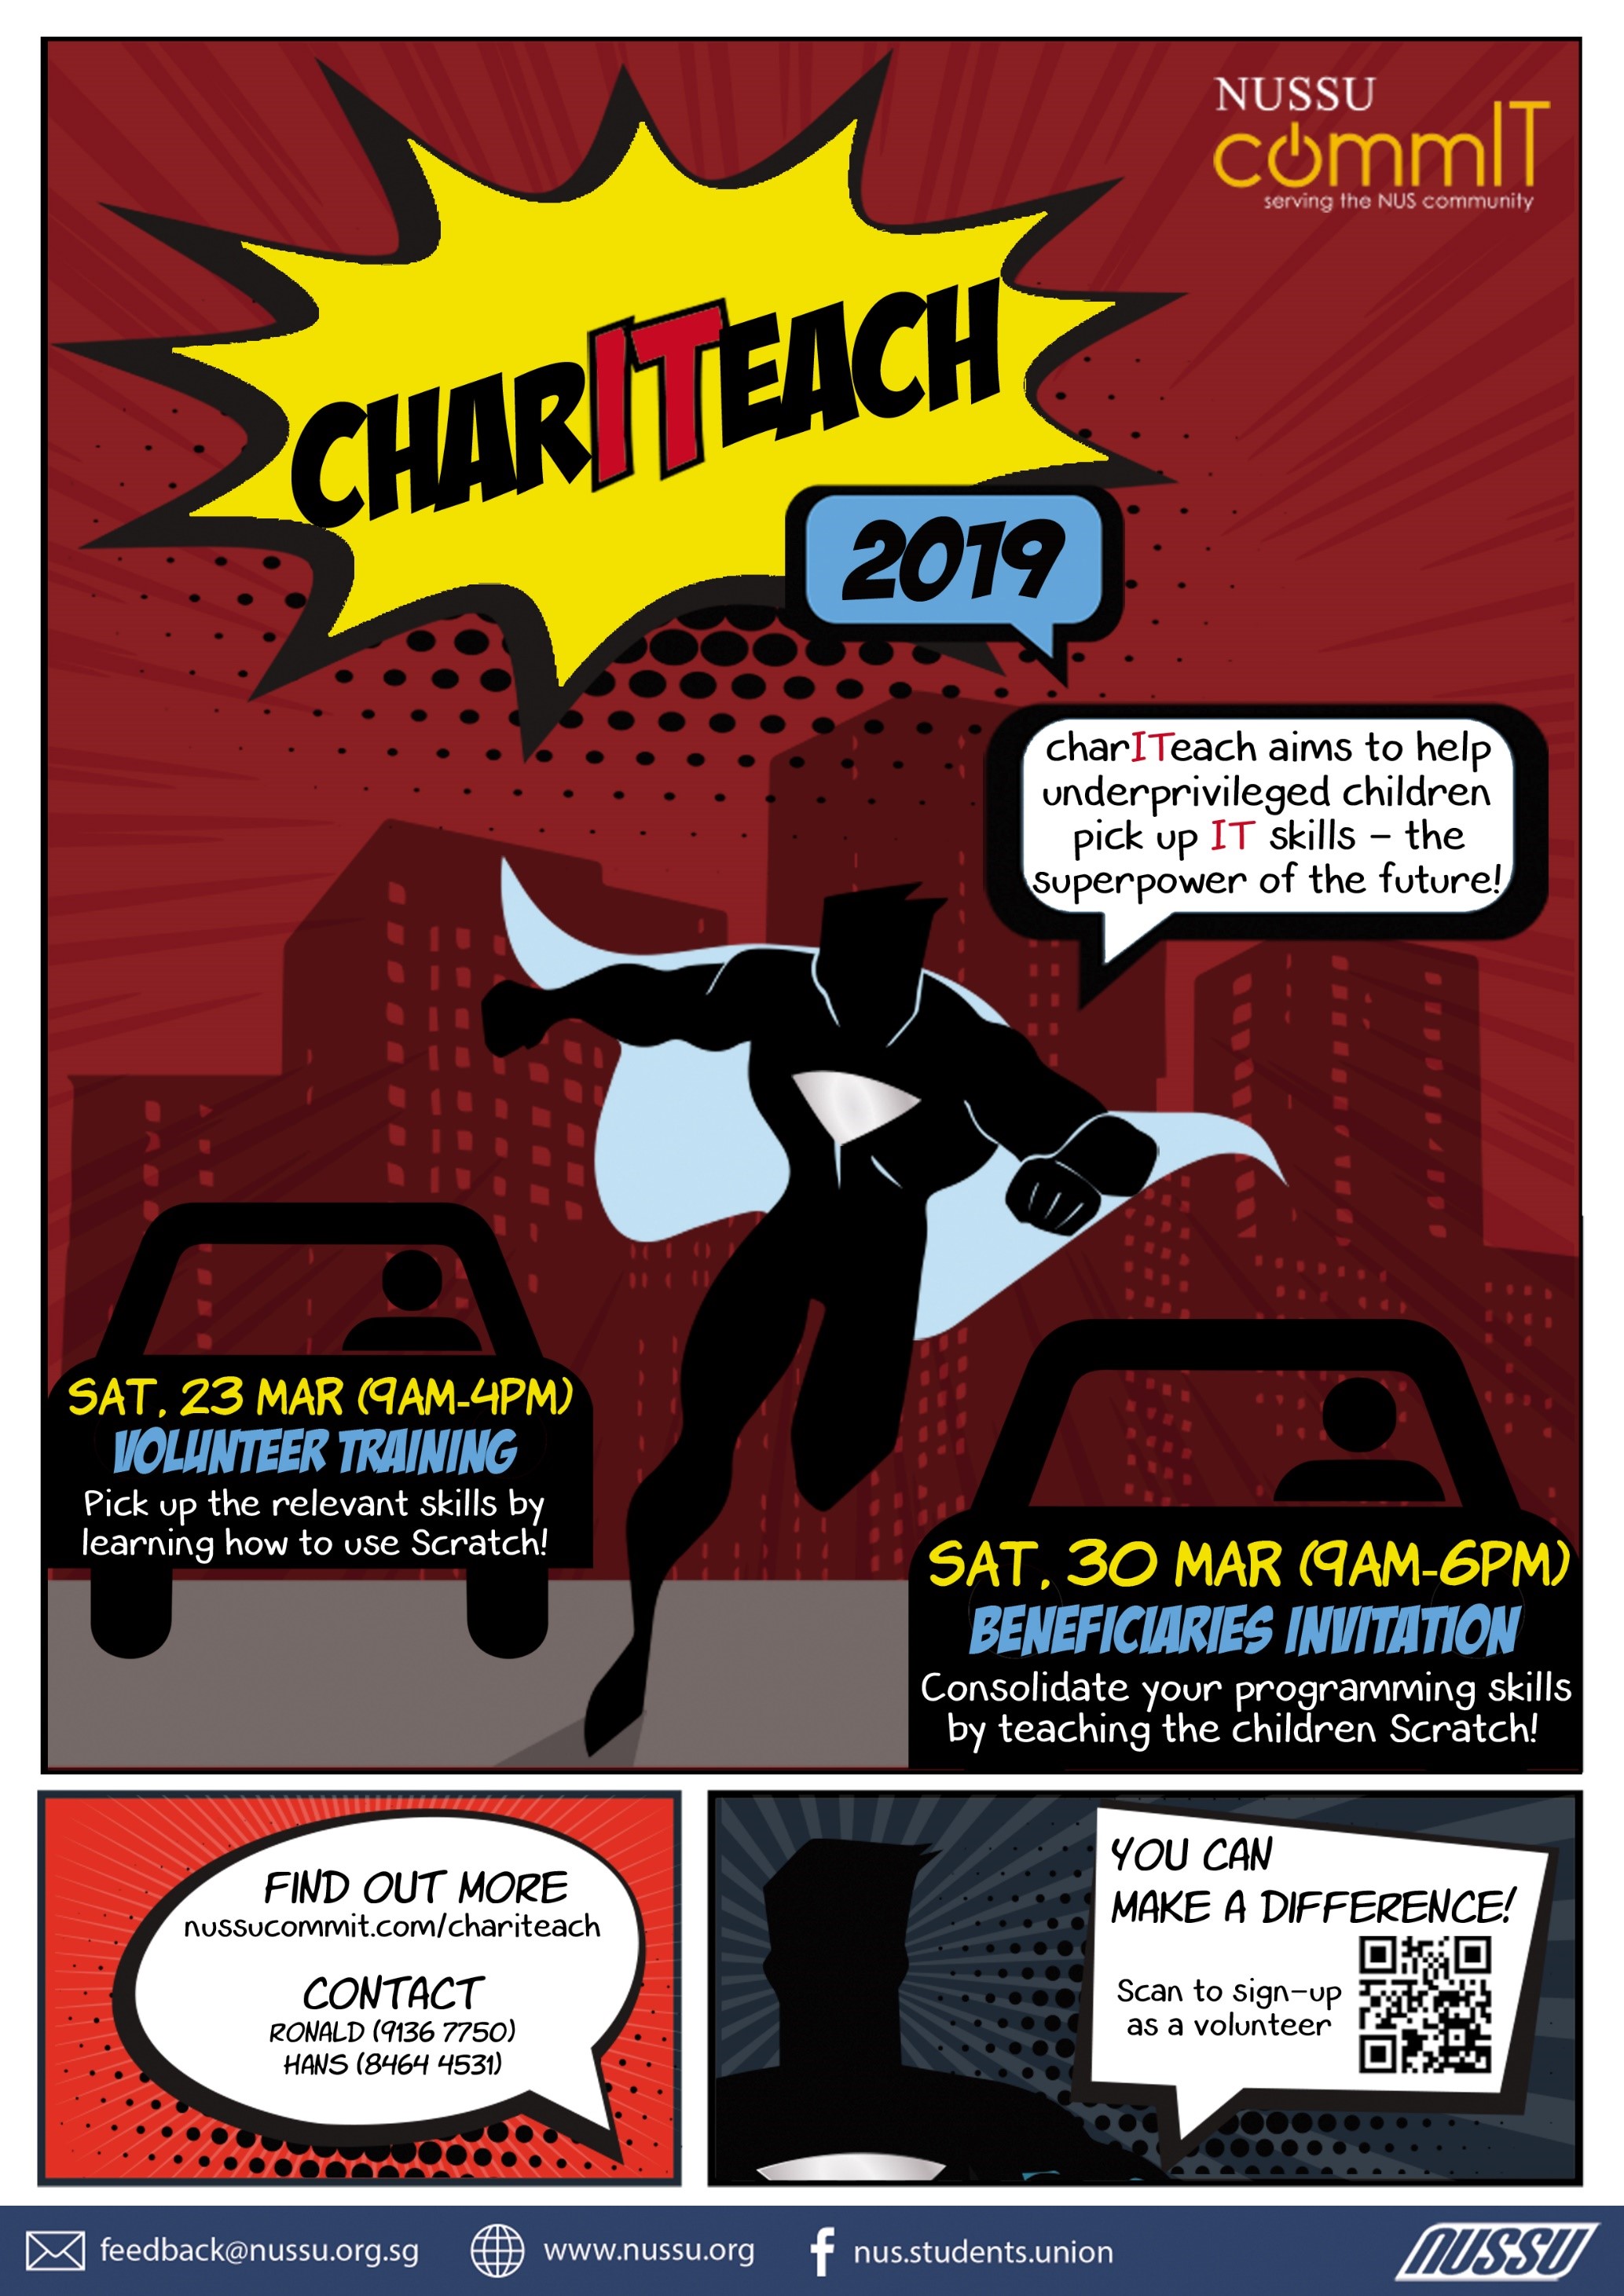 NUSSU
commIT
serving the NUS community
CHARITEACH
2019
charITeach aims to help
underprivileged children
pick up IT skills - the
superpower of the future!
SAT, 23 MAR (9AM-4PM)
VOLUNTEER TRAINING
Pick up the relevant skills by
learning how to use Scratch!
SAT, 30 MAR (9AM-6PM)
BENEFICIARIES INVITATION
Consolidate your programming skills
by teaching the children Scratch!
FIND OUT MORE
nussucommit.com/chariteach
CONTACT
RONALD (9136 7750)
HANS (8464 4531)
YOU CAN
MAKE A DIFFERENCE!
Scan to sign-up
as a volunteer
feedback@nussu.org.sg
www.nussu.org
nus.students.union
NUSSU